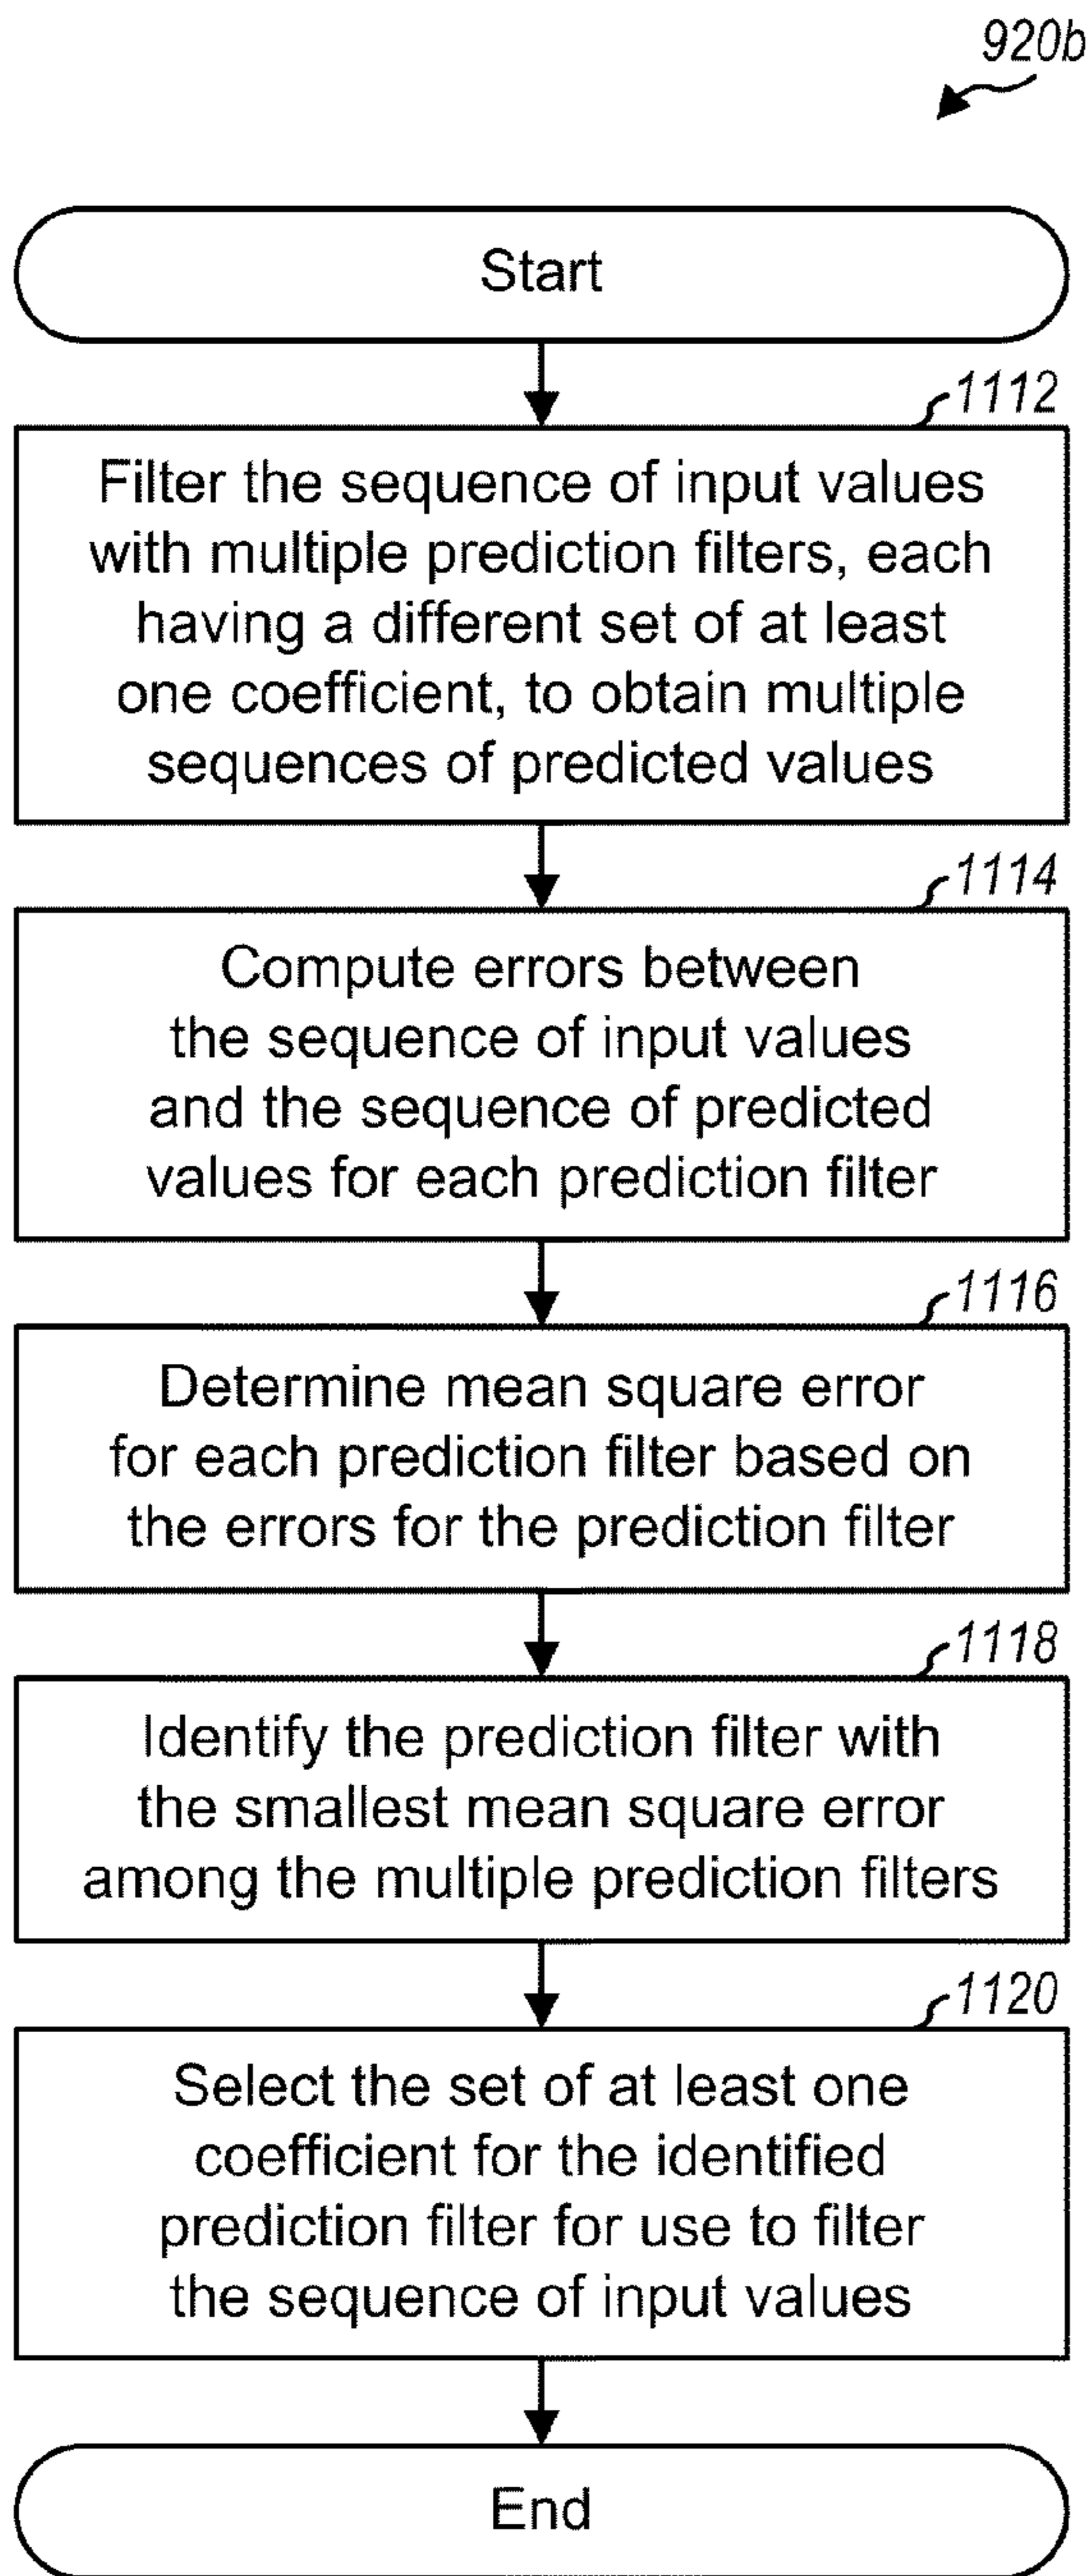 920b
Start
1112
Filter the sequence of input values
with multiple prediction filters, each
having a different set of at least
one coefficient, to obtain multiple
sequences of predicted values
1114
Compute errors between
the sequence of input values
and the sequence of predicted
values for each prediction filter
1116
Determine mean square error
for each prediction filter based on
the errors for the prediction filter
1118
Identify the prediction filter with
the smallest mean square error
among the multiple prediction filters
1120
Select the set of at least one
coefficient for the identified
prediction filter for use to filter
the sequence of input values
End